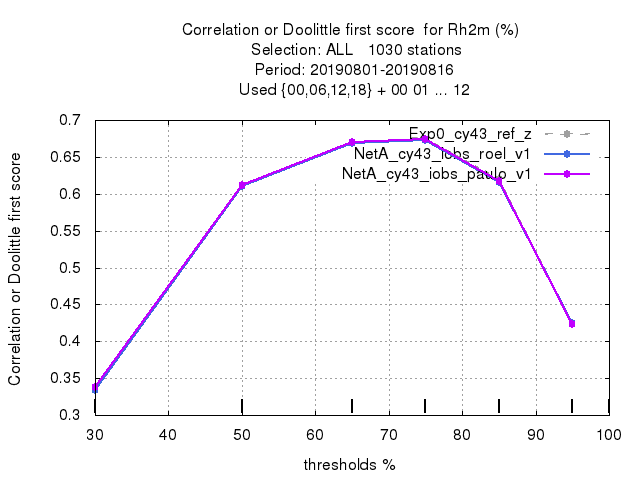 Correlation or Doolittle first score  for Rh2m (%)
Selection: ALL   1030 stations
Period: 20190801-20190816
Used {00,06,12,18} + 00 01 ... 12
Exp0_cy43_ref_z
NetA_cy43_iobs_roel_v1
NetA_cy43_iobs_paulo_v1
Correlation or Doolittle first score
0.7
0.65
0.6
0.55
0.5
0.45
0.4
0.35
0.3
30 40 50 60 70 80 90 100
thresholds %